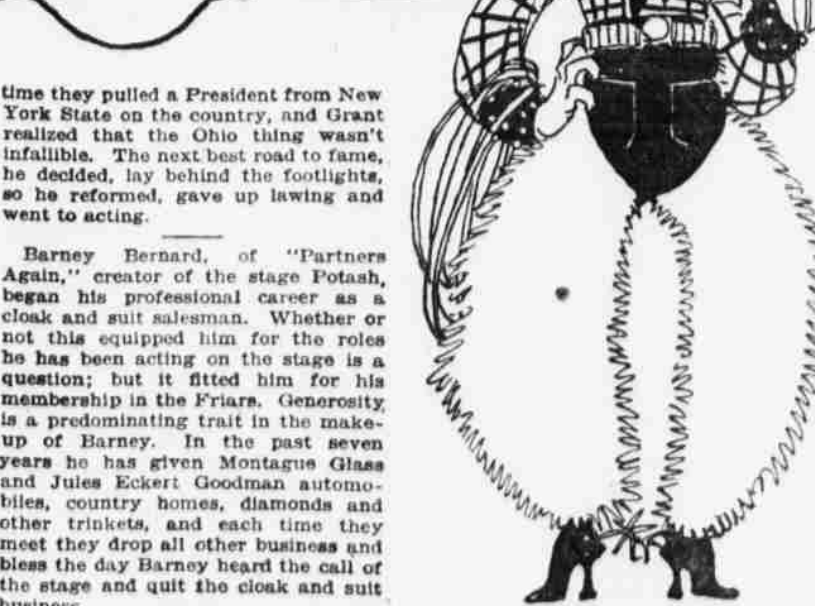 time they pulled a President from New
York State on the country, and Grant
realized that the Ohio thing wasn't
infallible. The next best road to fame,
he decided, lay behind the footlights,
so he reformed, gave up lawing and
went to acting.
Barney Bernard, of "Partners
Again," creator of the stage Potash,
began his professional career as a
cloak and suit salesman. Whether or
not this equipped him for the roles
he has been acting on the stage is a
question; but it fitted him for his
membership in the Friars. Generosity
is a predominating trait in the make-
up of Barney. In the past seven
years he has given Montague Glass
and Jules Eckert Goodman automo-
biles, country homes, diamonds and
other trinkets, and each time they
meet they drop all other business and
bless the day Barney heard the call of
the stage and quit the cloak and suit
business